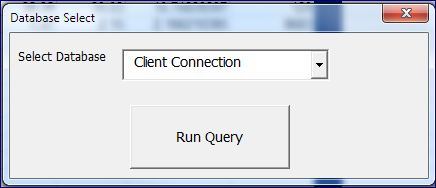 Database Select
Select Database
Client Connection
Run Query